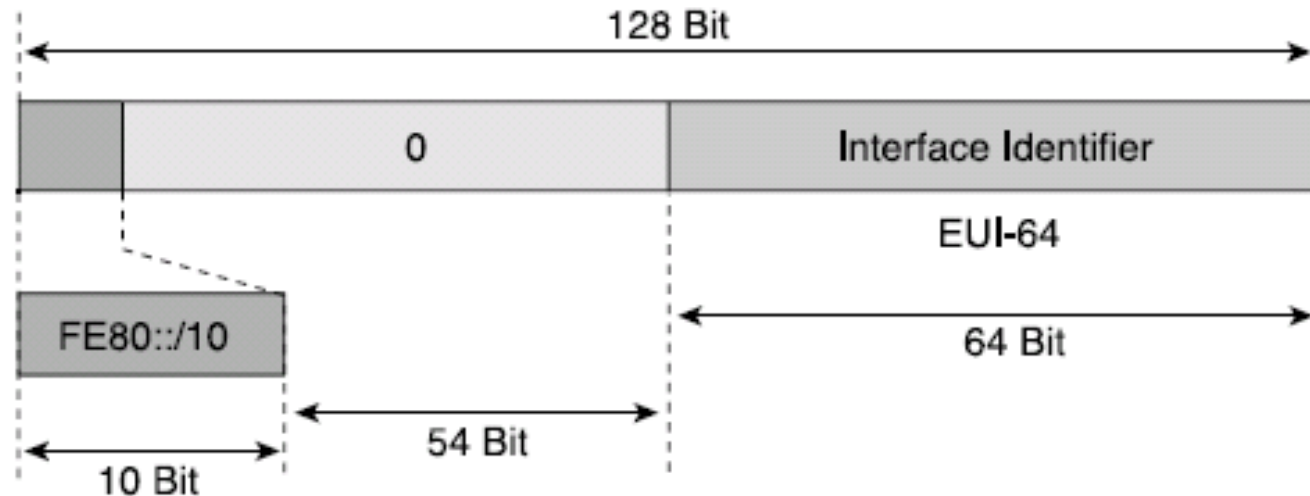 128 Bit
0
Interface Identifier
EUI-64
FE80::/10
64 Bit
54 Bit
10 Bit